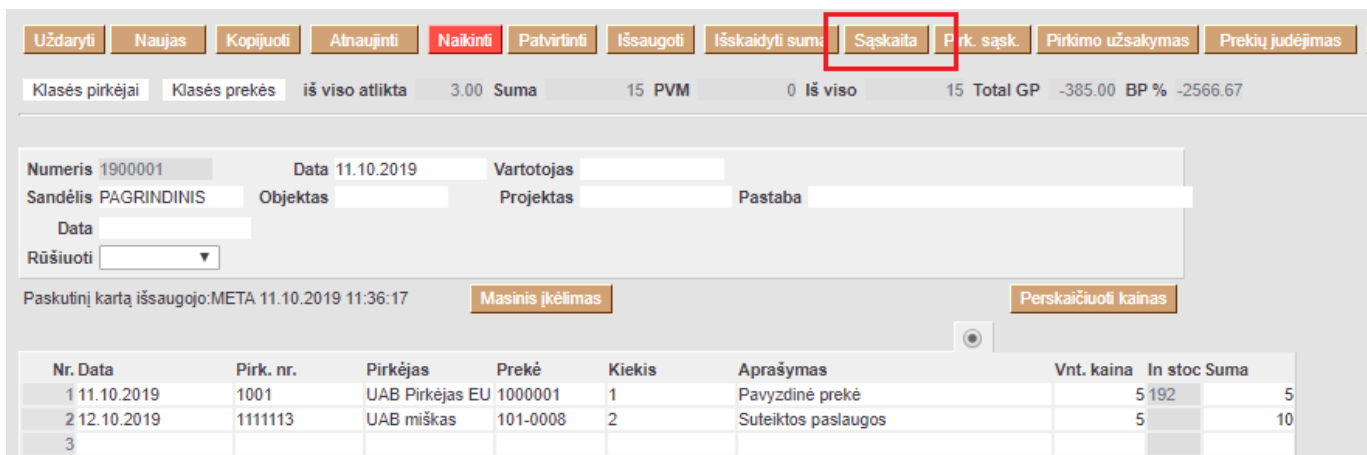 Uždaryti Naujas Kopijuoti Atnaujinti Naikinti Patvirtinti Išsaugoti Išskaidyti suma Sąskaita Pirk. sąsk. Pirkimo užsakymas Prekių judėjimas
Klasės pirkėjai Klasės prekės iš viso atlikta 3.00 Suma 15 PVM 0 Iš viso 15 Total GP -385.00 BP % -2566.67
Numeris 1900001 Data 11.10.2019 Vartotojas
Sandėlis PAGRINDINIS Objektas Projektas Pastaba
Data
Rūšiuoti
Paskutinį kartą išsaugojo:META 11.10.2019 11:36:17 Masinis įkėlimas Perskaičiuoti kainas
Nr. Data Pirk. nr. Pirkėjas Prekė Kiekis Aprašymas Vnt. kaina In stoc Suma
1 11.10.2019 1001 UAB Pirkėjas EU 1000001 1 Pavyzdinė prekė 5 192 5
2 12.10.2019 1111113 UAB miškas 101-0008 2 Suteiktos paslaugos 5 10
3